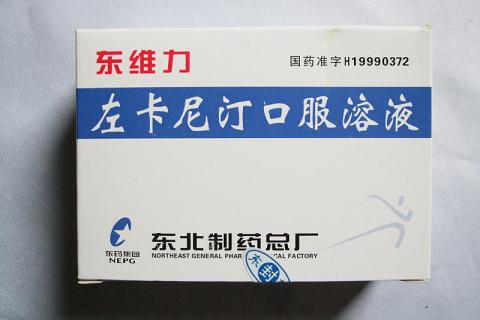 东维力
国药准字H19990372
左卡尼汀口服溶液
东药集团
NEPG
东北制药总厂
NORTHEAST GENERAL PHAR CAL FACTORY
东 封